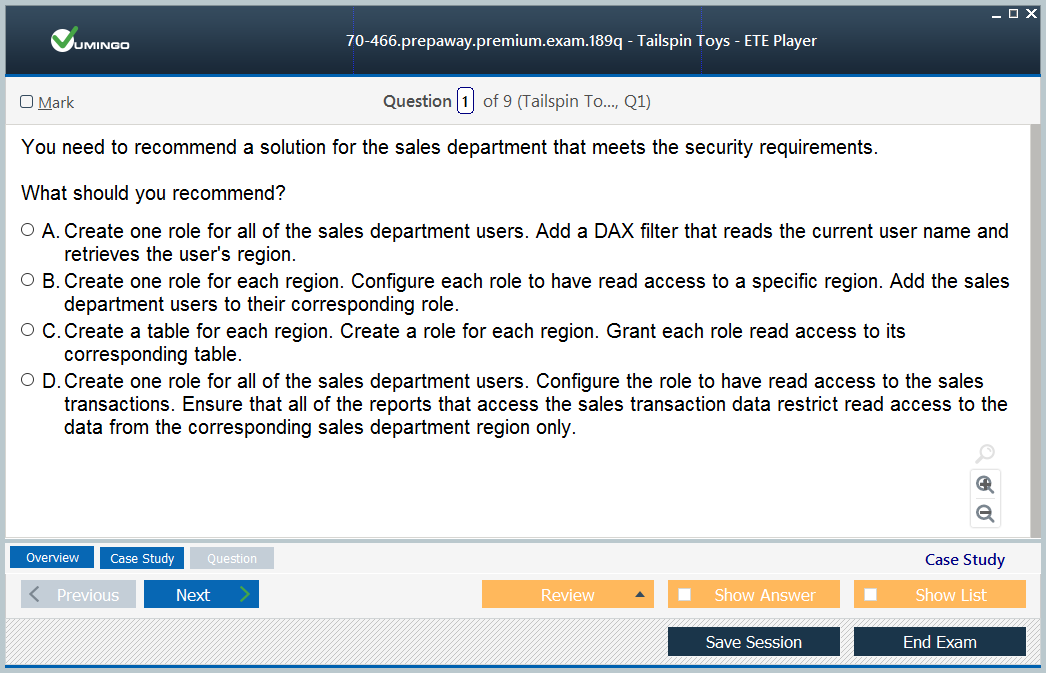 VUMINGO
70-466.prepaway.premium.exam.189q - Tailspin Toys - ETE Player
Mark
Question 1 of 9 (Tailspin To..., Q1)
You need to recommend a solution for the sales department that meets the security requirements.
What should you recommend?
A. Create one role for all of the sales department users. Add a DAX filter that reads the current user name and
retrieves the user's region.
B. Create one role for each region. Configure each role to have read access to a specific region. Add the sales
department users to their corresponding role.
C. Create a table for each region. Create a role for each region. Grant each role read access to its
corresponding table.
D. Create one role for all of the sales department users. Configure the role to have read access to the sales
transactions. Ensure that all of the reports that access the sales transaction data restrict read access to the
data from the corresponding sales department region only.
Overview Case Study Question Case Study
Previous Next Review Show Answer Show List
Save Session End Exam